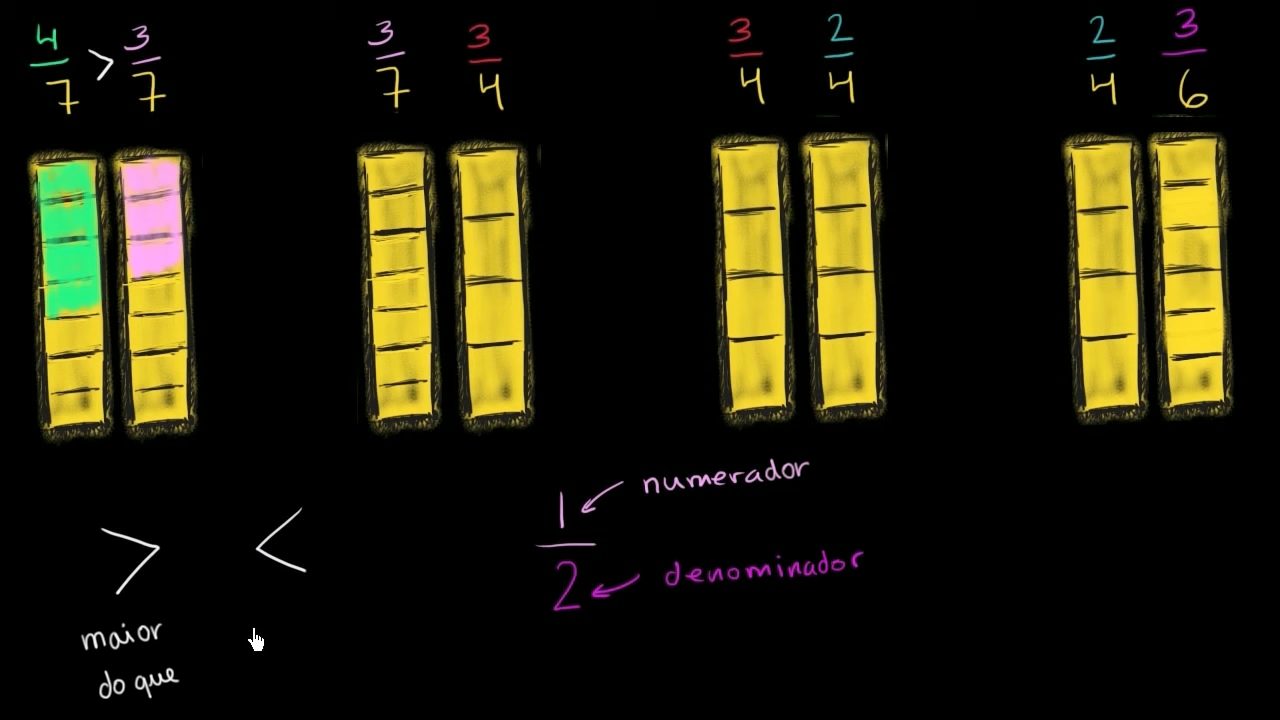 4/7 > 3/7
3/7 3/4
3/4 2/4
2/4 3/6
> <
maior
do que
1/2
numerador
denominador